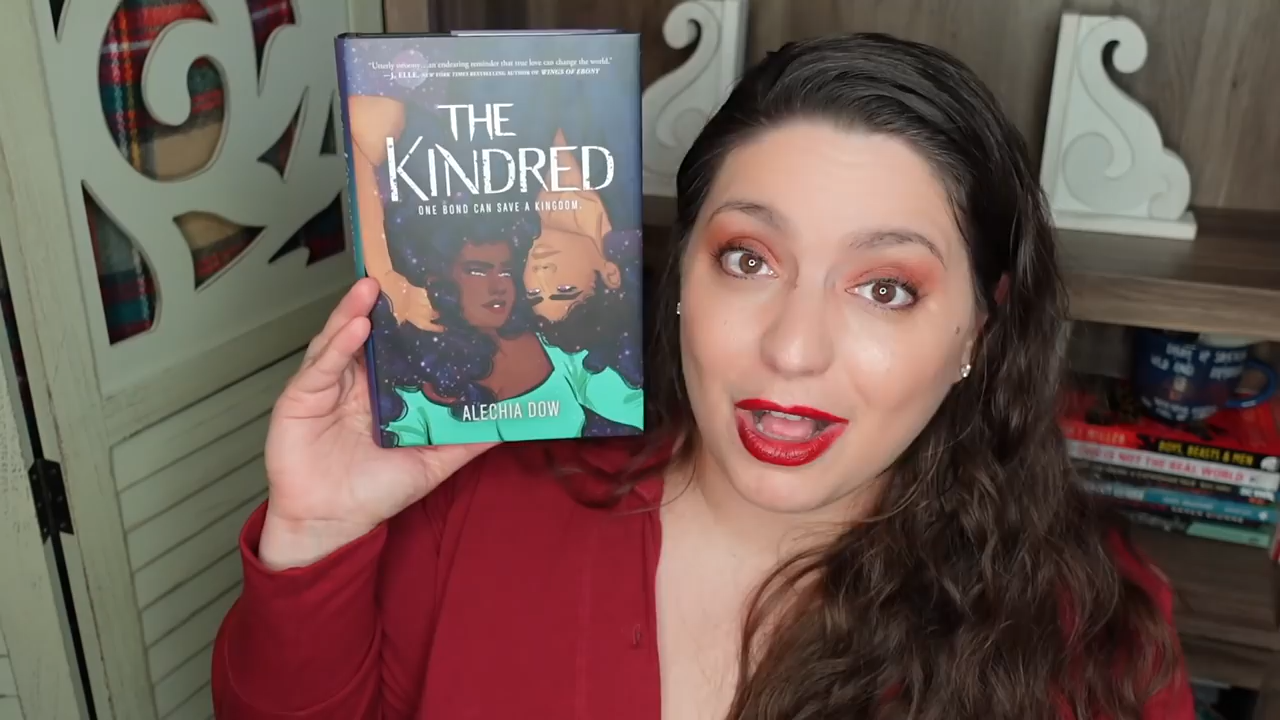 "Utterly swoony...an endearing reminder that true love can change the world."
—J. ELLE, NEW YORK TIMES BESTSELLING AUTHOR OF WINGS OF EBONY
THE
KINDRED
ONE BOND CAN SAVE A KINGDOM.
ALECHIA DOW
MILLER
BOYS, BEASTS & MEN
THIS IS NOT THE REAL WORLD